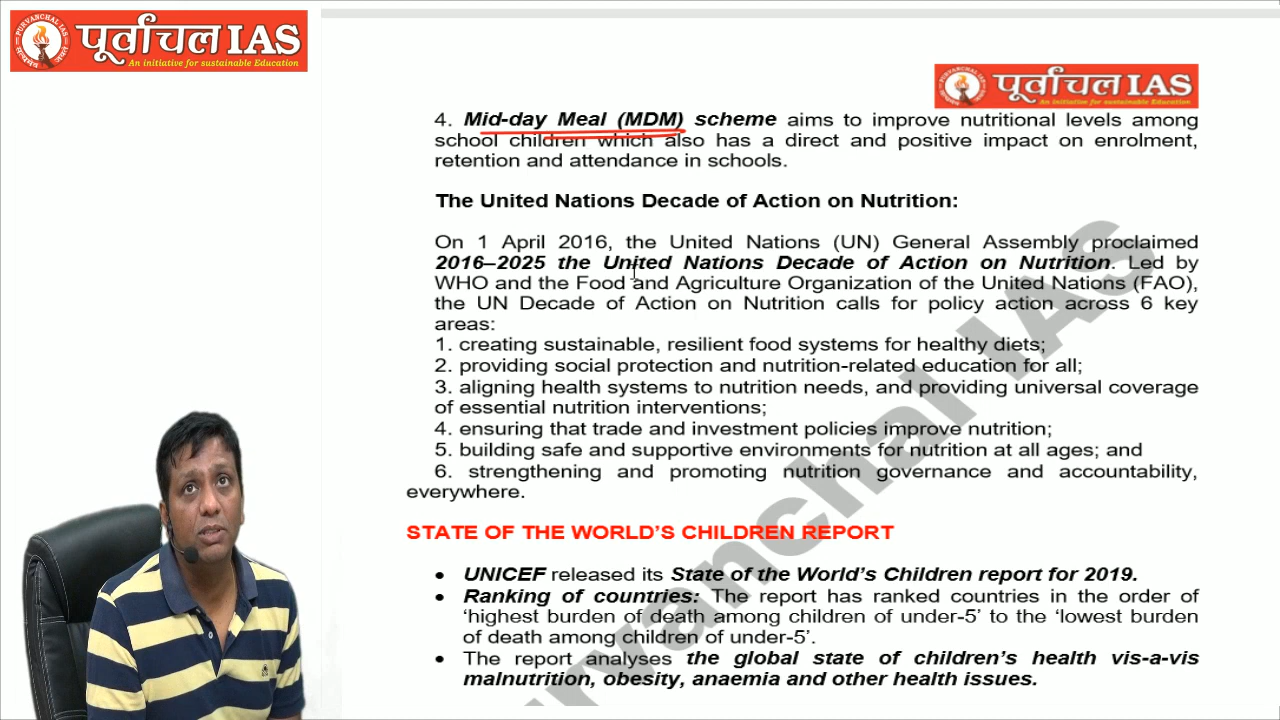 PURVANCHAL IAS
पूर्वांचल IAS
An initiative for sustainable Education
पूर्वांचल IAS
An initiative for sustainable Education
4. Mid-day Meal (MDM) scheme aims to improve nutritional levels among
school children which also has a direct and positive impact on enrolment,
retention and attendance in schools.
The United Nations Decade of Action on Nutrition:
On 1 April 2016, the United Nations (UN) General Assembly proclaimed
2016–2025 the United Nations Decade of Action on Nutrition. Led by
WHO and the Food and Agriculture Organization of the United Nations (FAO),
the UN Decade of Action on Nutrition calls for policy action across 6 key
areas:
1. creating sustainable, resilient food systems for healthy diets;
2. providing social protection and nutrition-related education for all;
3. aligning health systems to nutrition needs, and providing universal coverage
of essential nutrition interventions;
4. ensuring that trade and investment policies improve nutrition;
5. building safe and supportive environments for nutrition at all ages; and
6. strengthening and promoting nutrition governance and accountability,
everywhere.
STATE OF THE WORLD’S CHILDREN REPORT
• UNICEF released its State of the World’s Children report for 2019.
• Ranking of countries: The report has ranked countries in the order of
‘highest burden of death among children of under-5’ to the ‘lowest burden
of death among children of under-5’.
• The report analyses the global state of children’s health vis-a-vis
malnutrition, obesity, anaemia and other health issues.
rvanchal IAS